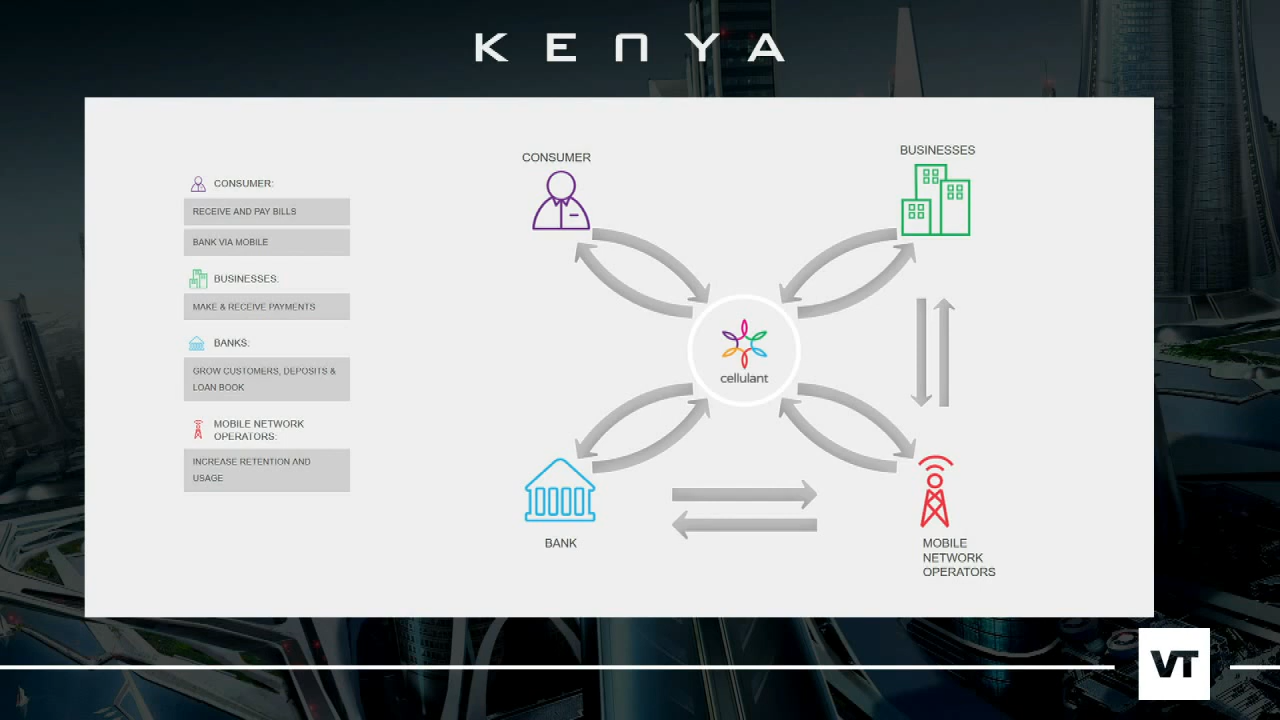 KENYA
CONSUMER:
RECEIVE AND PAY BILLS
BANK VIA MOBILE
BUSINESSES:
MAKE & RECEIVE PAYMENTS
BANKS:
GROW CUSTOMERS, DEPOSITS &
LOAN BOOK
MOBILE NETWORK
OPERATORS:
INCREASE RETENTION AND
USAGE
CONSUMER
BUSINESSES
cellulant
BANK
MOBILE
NETWORK
OPERATORS
VT